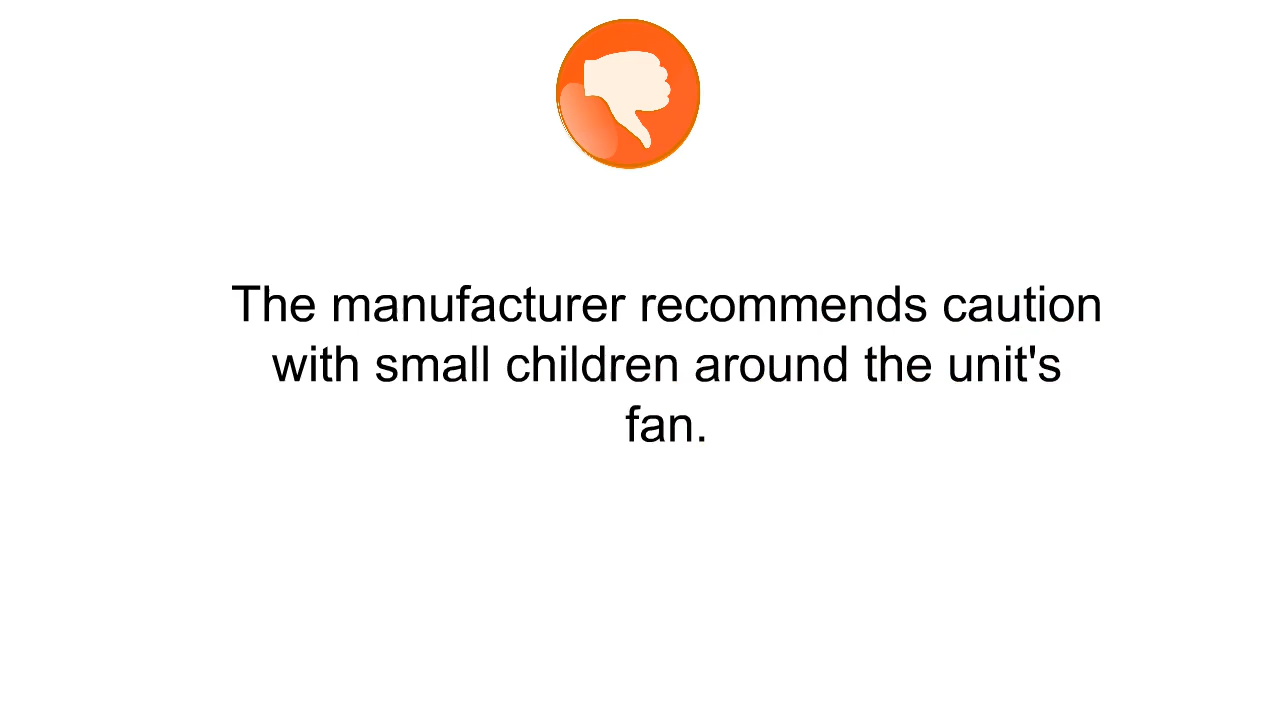 The manufacturer recommends caution
with small children around the unit's
fan.